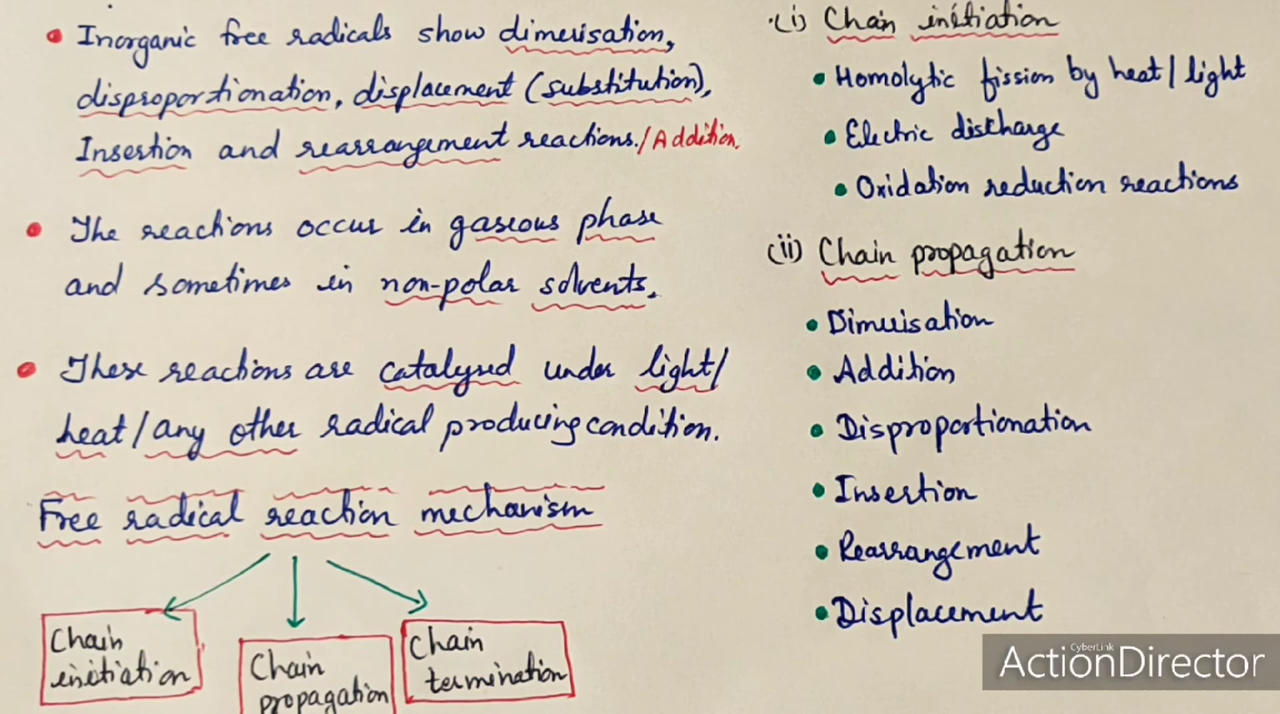 Inorganic free radicals show dimerisation,
disproportionation, displacement (substitution),
Insertion and rearrangement reactions./Addition.
The reactions occur in gaseous phase
and sometimes in non-polar solvents.
These reactions are catalysed under light/
heat/any other radical producing condition.
Free radical reaction mechanism
Chain
initiation
Chain
propagation
Chain
termination
(i) Chain initiation
Homolytic fission by heat/light
Electric discharge
Oxidation reduction reactions
(ii) Chain propagation
Dimerisation
Addition
Disproportionation
Insertion
Rearrangement
Displacement
CyberLink
ActionDirector